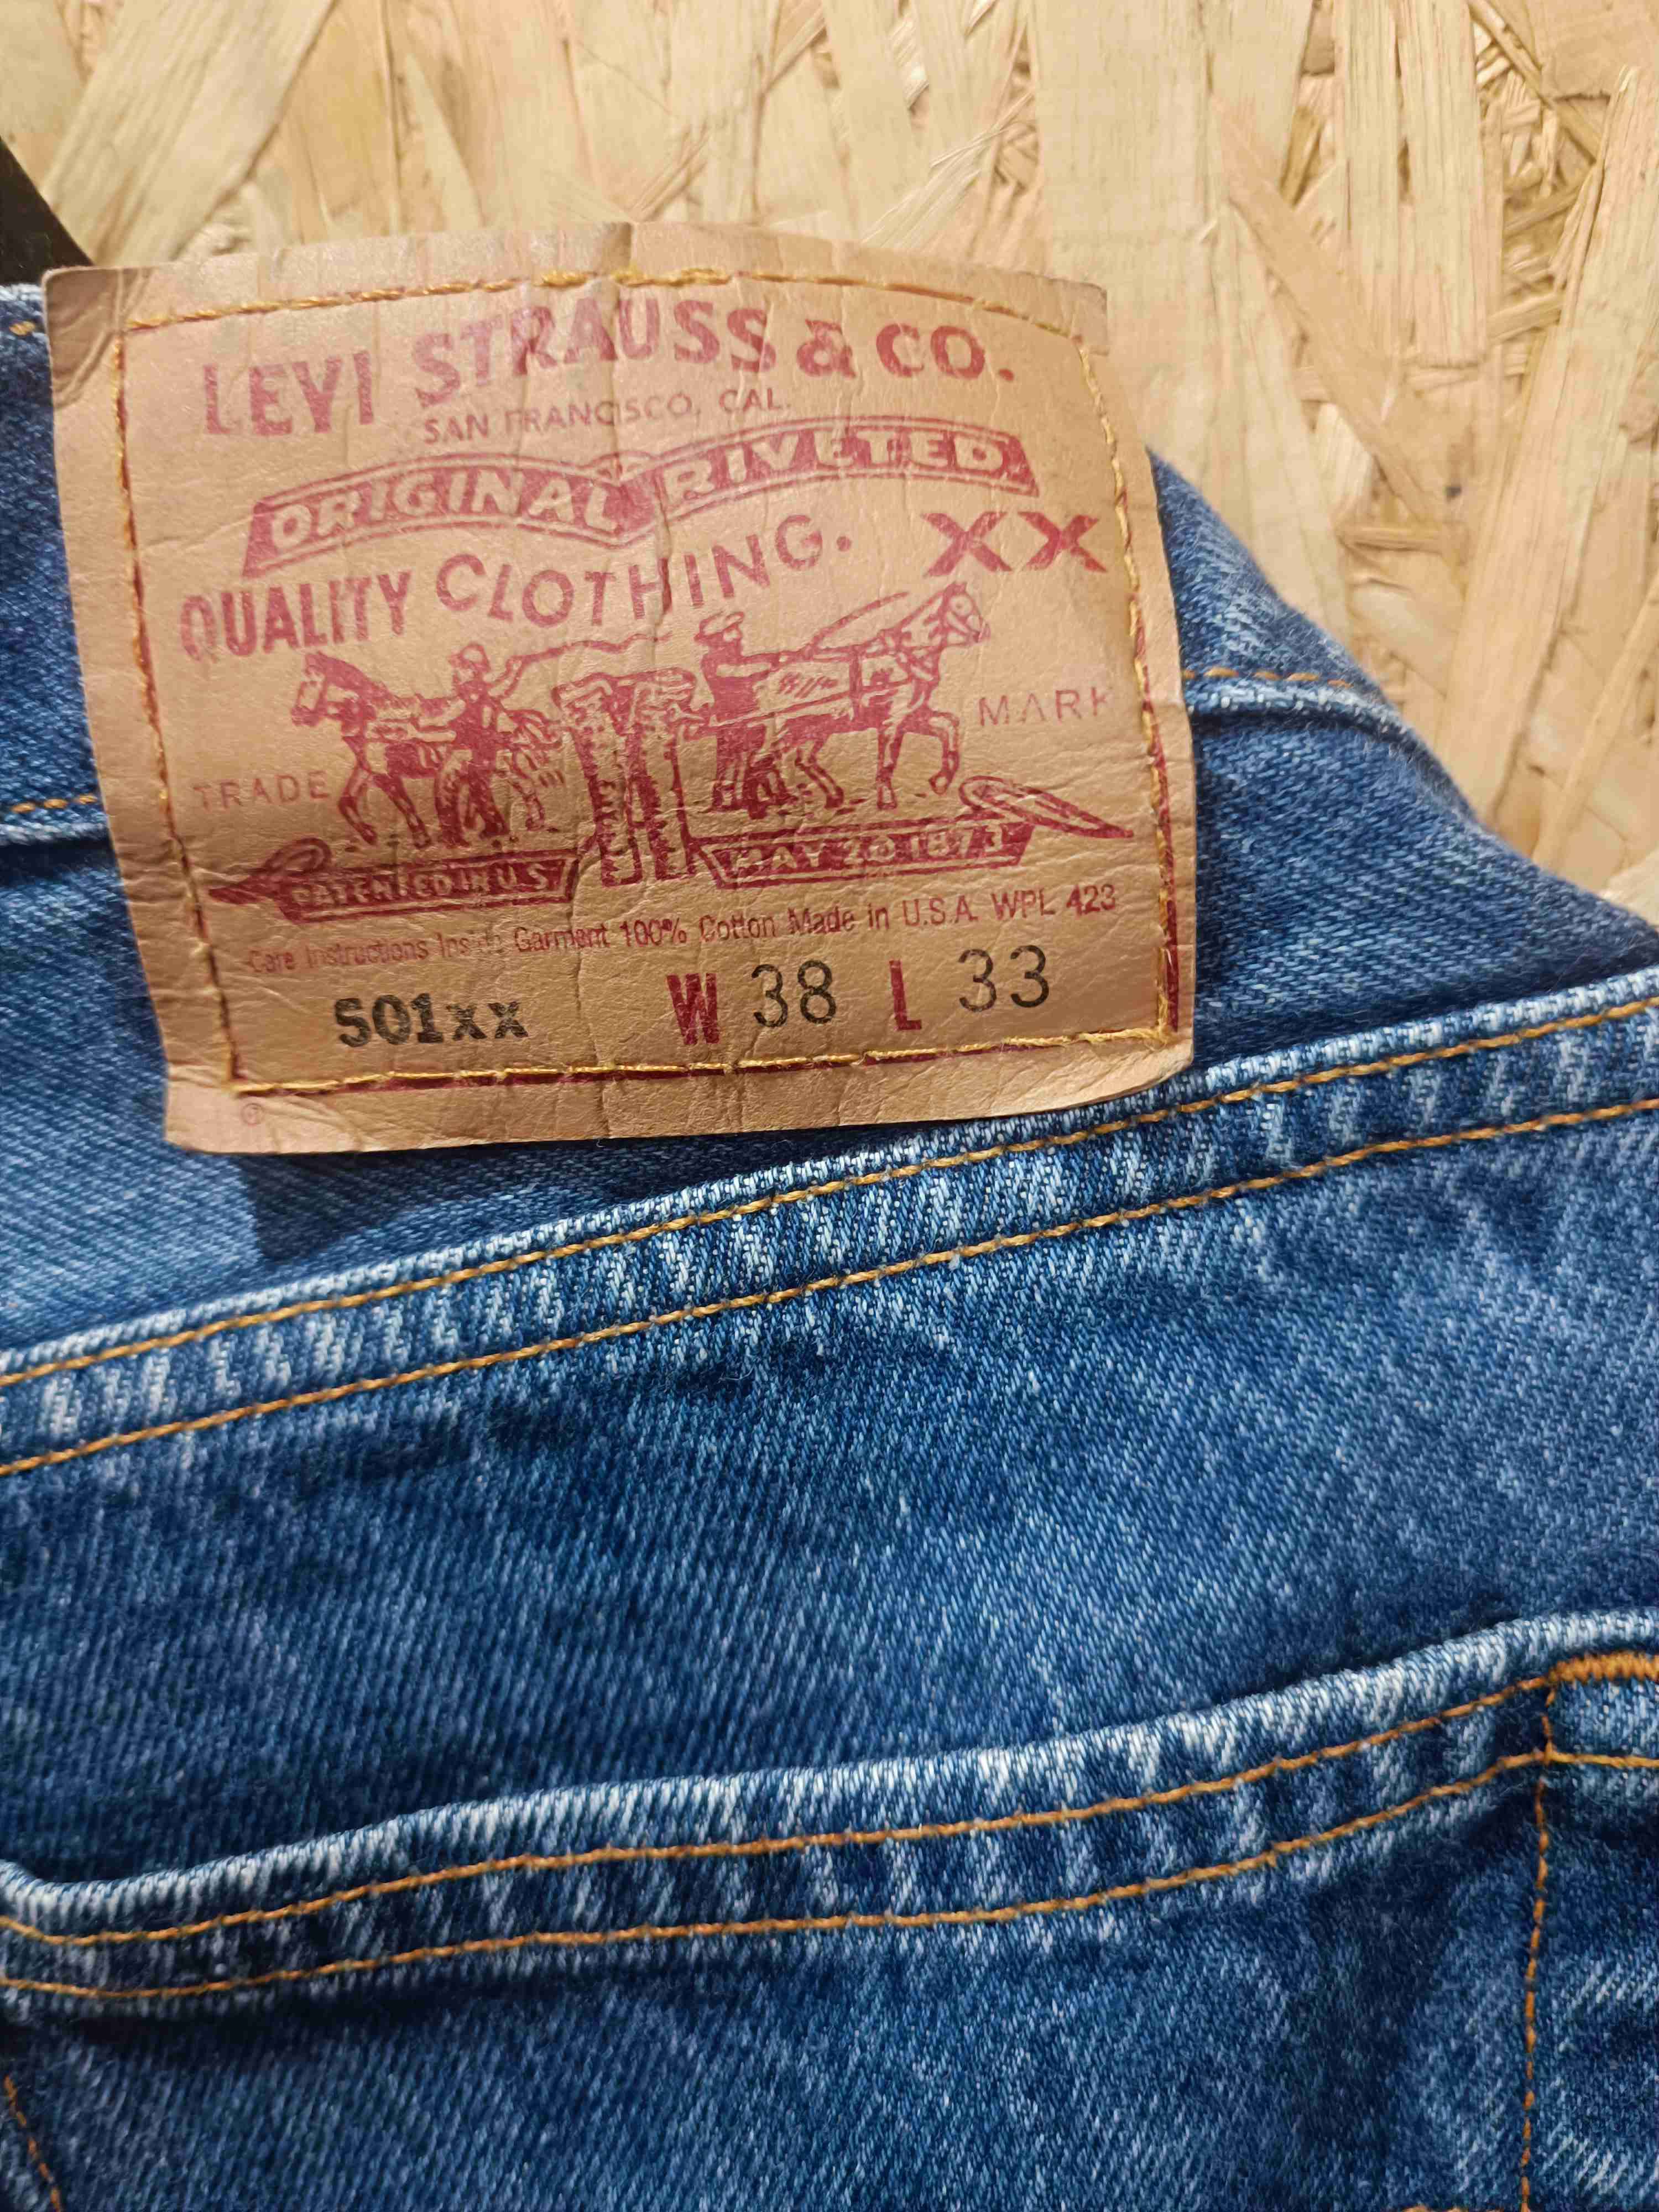 LEVI STRAUSS & CO.
SAN FRANCISCO, CAL.
ORIGINAL RIVETED
QUALITY CLOTHING. XX
TRADE MARK
PATENTED IN U.S. MAY 20 1873
Care Instructions Inside Garment 100% Cotton Made in U.S.A. WPL 423
501xx W 38 L 33
®